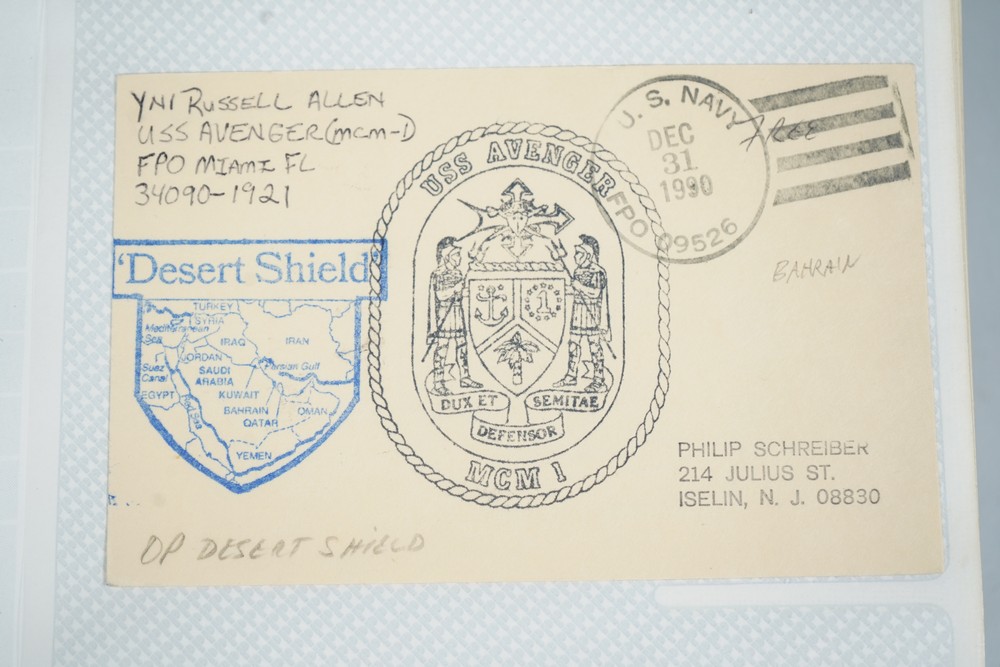 YN1 RUSSELL ALLEN
USS AVENGER (MCM-1)
FPO MIAMI FL
34090-1921
U. S. NAVY
DEC
31
1990
FPO 09526
FREE
BAHRAIN
'Desert Shield'
TURKEY
SYRIA
Mediterranean
Sea
IRAQ
IRAN
JORDAN
Suez
Canal
SAUDI
ARABIA
Persian Gulf
EGYPT
KUWAIT
BAHRAIN
OMAN
QATAR
Red Sea
YEMEN
USS AVENGER
1
DUX ET
SEMITAE
DEFENSOR
MCM 1
PHILIP SCHREIBER
214 JULIUS ST.
ISELIN, N. J. 08830
OP DESERT SHIELD